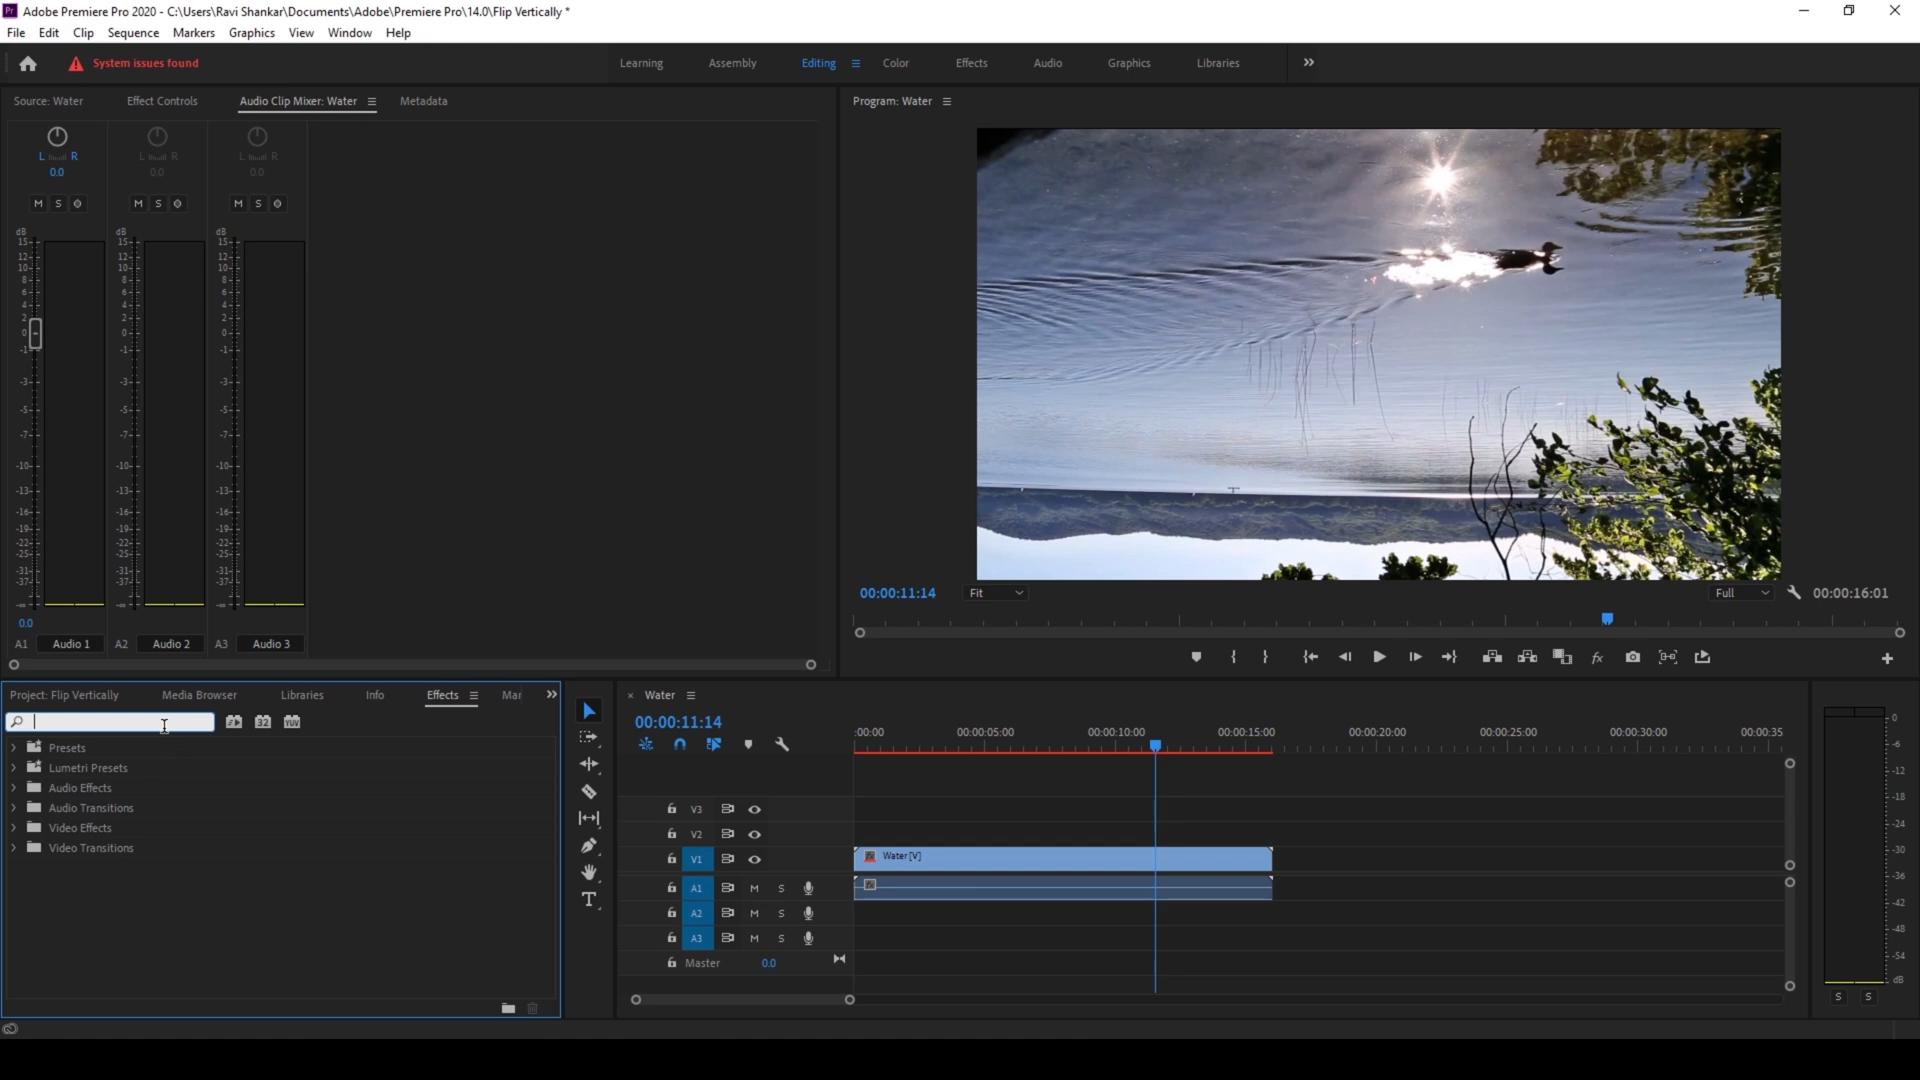 Adobe Premiere Pro 2020 - C:\Users\Ravi Shankar\Documents\Adobe\Premiere Pro\14.0\Flip Vertically *
File Edit Clip Sequence Markers Graphics View Window Help
System issues found
Learning Assembly Editing Color Effects Audio Graphics Libraries
Source: Water Effect Controls Audio Clip Mixer: Water Metadata
Program: Water
L R L R L R
0.0 0.0 0.0
M S M S M S
dB dB dB
15 15 15
12 12 12
10 10 10
8 8 8
6 6 6
4 4 4
2 2 2
0 0 0
-1 -1 -1
-3 -3 -3
-5 -5 -5
-7 -7 -7
-10 -10 -10
-13 -13 -13
-16 -16 -16
-19 -19 -19
-22 -22 -22
-25 -25 -25
-31 -31 -31
-37 -37 -37
-∞ -∞ -∞
0.0
A1 Audio 1 A2 Audio 2 A3 Audio 3
00:00:11:14 Fit Full 00:00:16:01
Project: Flip Vertically Media Browser Libraries Info Effects Mar
32 YUV
Presets
Lumetri Presets
Audio Effects
Audio Transitions
Video Effects
Video Transitions
Water
00:00:11:14
:00:00 00:00:05:00 00:00:10:00 00:00:15:00 00:00:20:00 00:00:25:00 00:00:30:00 00:00:35
V3
V2
V1 Water [V]
A1 M S
A2 M S
A3 M S
Master 0.0
0
-6
-12
-18
-24
-30
-36
-42
-48
-54
dB
S S